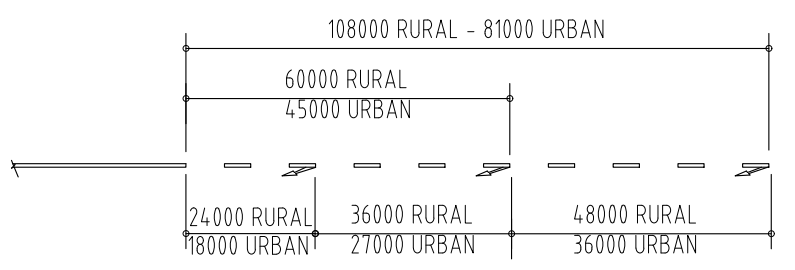 108000 RURAL - 81000 URBAN
60000 RURAL
45000 URBAN
24000 RURAL
18000 URBAN
36000 RURAL
27000 URBAN
48000 RURAL
36000 URBAN